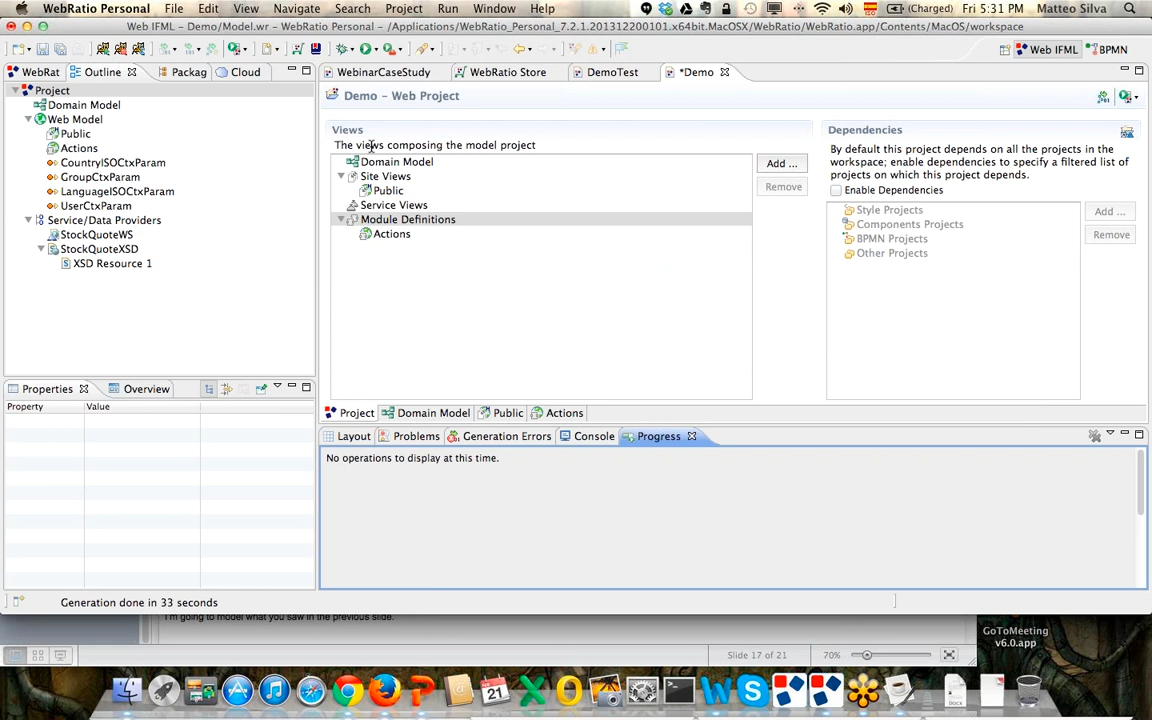 WebRatio Personal File Edit View Navigate Search Project Run Window Help (Charged) Fri 5:31 PM Matteo Silva
Web IFML - Demo/Model.wr - /Applications/WebRatio_Personal_7.2.1.201312200101.x64bit.MacOSX/WebRatio/WebRatio.app/Contents/MacOS/workspace
Web IFML BPMN
WebRat Outline Packag Cloud WebinarCaseStudy WebRatio Store DemoTest *Demo
Project
Domain Model
Web Model
Public
Actions
CountryISOCtxParam
GroupCtxParam
LanguageISOCtxParam
UserCtxParam
Service/Data Providers
StockQuoteWS
StockQuoteXSD
XSD Resource 1
Demo - Web Project
Views
The views composing the model project
Domain Model
Site Views
Public
Service Views
Module Definitions
Actions
Add ...
Remove
Dependencies
By default this project depends on all the projects in the
workspace; enable dependencies to specify a filtered list of
projects on which this project depends.
Enable Dependencies
Style Projects
Components Projects
BPMN Projects
Other Projects
Add ...
Remove
Project Domain Model Public Actions
Properties Overview
Property Value
Layout Problems Generation Errors Console Progress
No operations to display at this time.
Generation done in 33 seconds
I'm going to model what you saw in the previous slide.
GoToMeeting
v6.0.app
Slide 17 of 21 70%
FRI
21